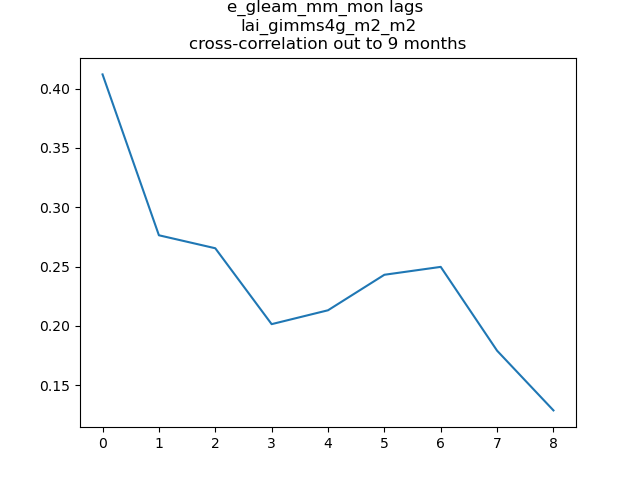 e_gleam_mm_mon lags
lai_gimms4g_m2_m2
cross-correlation out to 9 months
0.40
0.35
0.30
0.25
0.20
0.15
0 1 2 3 4 5 6 7 8